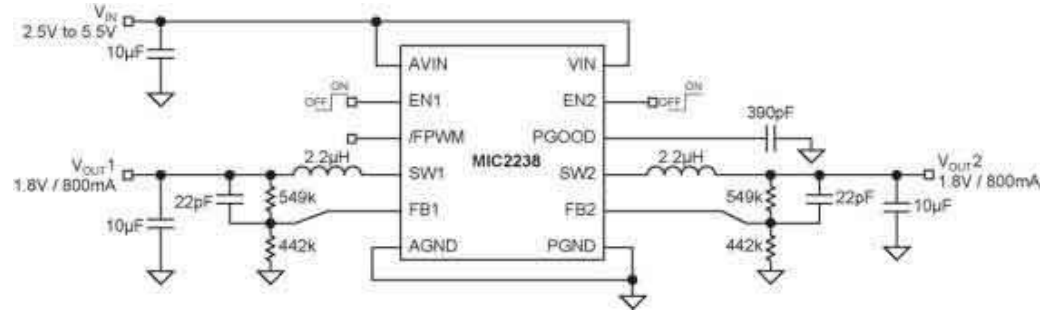 VIN
2.5V to 5.5V
10µF
AVIN
VIN
ON
OFF
EN1
EN2
ON
OFF
390pF
/FPWM
PGOOD
MIC2238
VOUT1
1.8V / 800mA
2.2µH
SW1
SW2
2.2µH
VOUT2
1.8V / 800mA
22pF
549k
549k
22pF
10µF
FB1
FB2
10µF
442k
442k
AGND
PGND